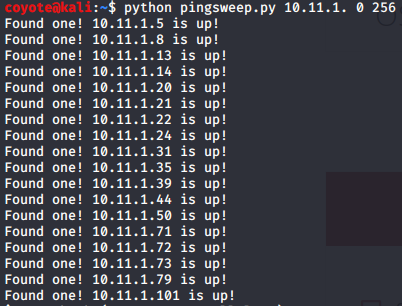 coyote@kali:~$ python pingsweep.py 10.11.1. 0 256
Found one! 10.11.1.5 is up!
Found one! 10.11.1.8 is up!
Found one! 10.11.1.13 is up!
Found one! 10.11.1.14 is up!
Found one! 10.11.1.20 is up!
Found one! 10.11.1.21 is up!
Found one! 10.11.1.22 is up!
Found one! 10.11.1.24 is up!
Found one! 10.11.1.31 is up!
Found one! 10.11.1.35 is up!
Found one! 10.11.1.39 is up!
Found one! 10.11.1.44 is up!
Found one! 10.11.1.50 is up!
Found one! 10.11.1.71 is up!
Found one! 10.11.1.72 is up!
Found one! 10.11.1.73 is up!
Found one! 10.11.1.79 is up!
Found one! 10.11.1.101 is up!